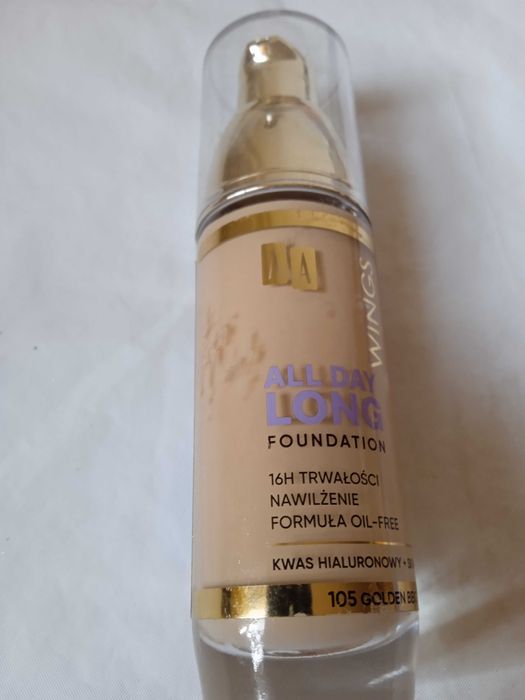 AA
WINGS
ALL DAY
LONG
FOUNDATION
16H TRWAŁOŚCI
NAWILŻENIE
FORMUŁA OIL-FREE
KWAS HIALURONOWY +
105 GOLDEN